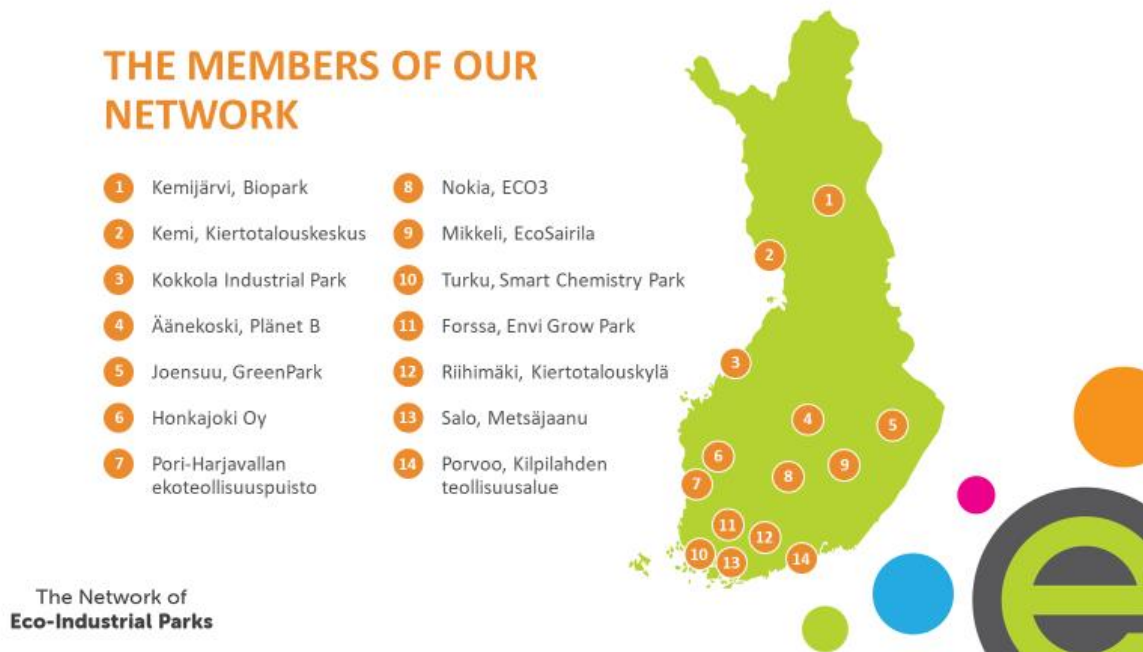 THE MEMBERS OF OUR
NETWORK
1 Kemijärvi, Biopark
2 Kemi, Kiertotalouskeskus
3 Kokkola Industrial Park
4 Äänekoski, Plänet B
5 Joensuu, GreenPark
6 Honkajoki Oy
7 Pori-Harjavallan
ekoteollisuuspuisto
8 Nokia, ECO3
9 Mikkeli, EcoSairila
10 Turku, Smart Chemistry Park
11 Forssa, Envi Grow Park
12 Riihimäki, Kiertotalouskylä
13 Salo, Metsäjaanu
14 Porvoo, Kilpilahden
teollisuusalue
1
2
3
4
5
6
7
8
9
11
12
10
13
14
The Network of
Eco-Industrial Parks
e